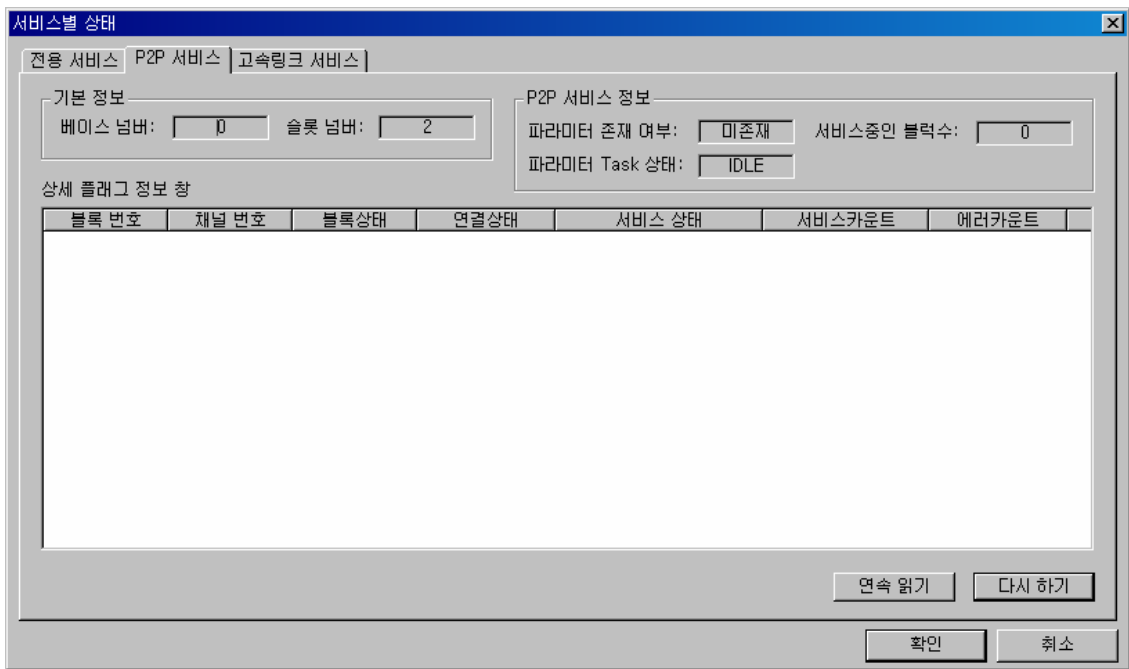 서비스별 상태
전용 서비스 P2P 서비스 고속링크 서비스
기본 정보
베이스 넘버: 0 슬롯 넘버: 2
P2P 서비스 정보
파라미터 존재 여부: 미존재 서비스중인 블럭수: 0
파라미터 Task 상태: IDLE
상세 플래그 정보 창
블록 번호 채널 번호 블록상태 연결상태 서비스 상태 서비스카운트 에러카운트
연속 읽기 다시 하기
확인 취소